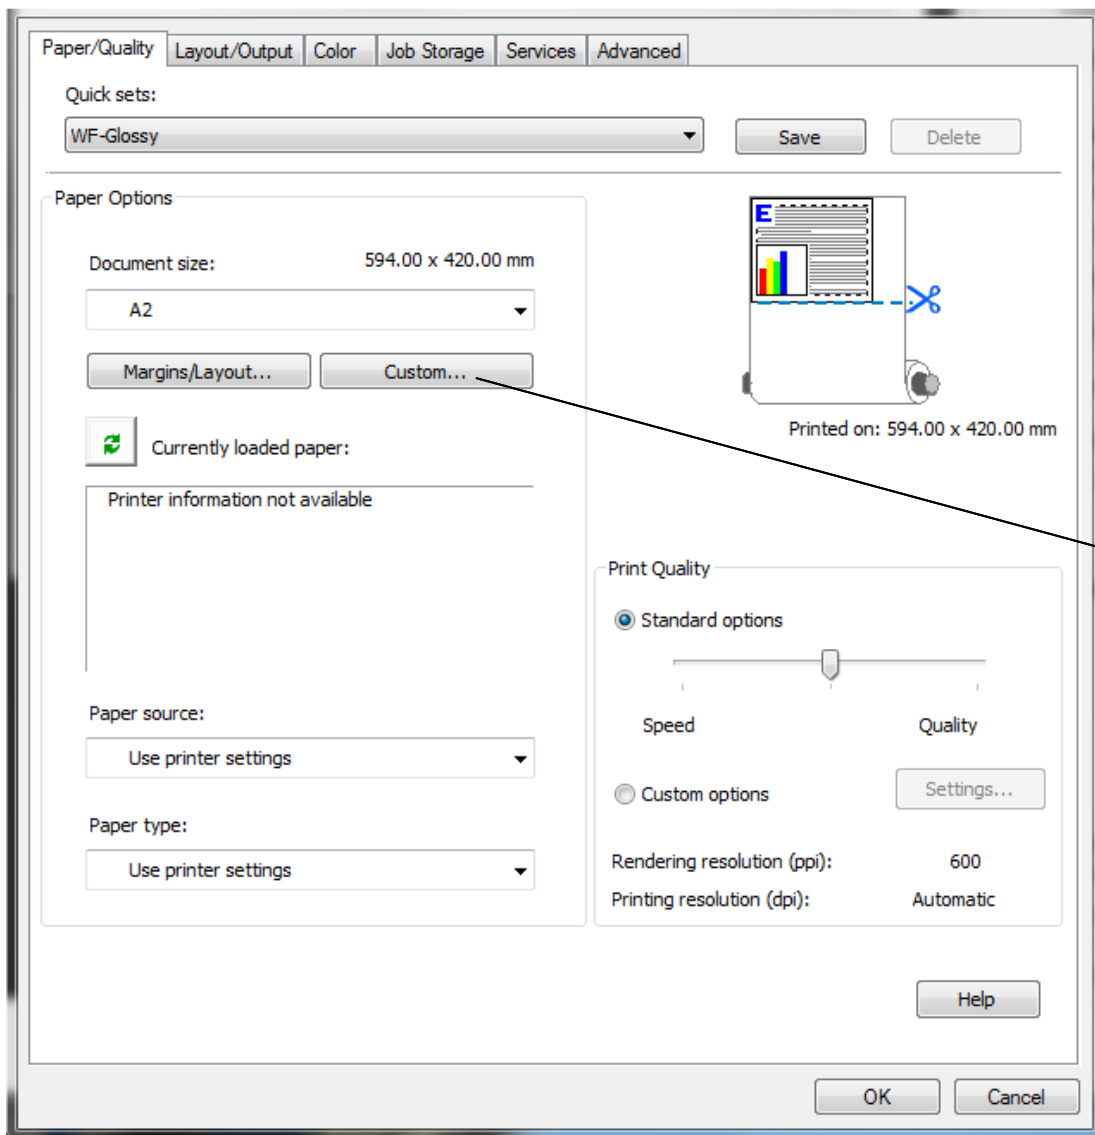 Paper/Quality Layout/Output Color Job Storage Services Advanced
Quick sets:
WF-Glossy Save Delete
Paper Options
Document size: 594.00 x 420.00 mm
A2
Margins/Layout... Custom...
Currently loaded paper:
Printer information not available
Paper source:
Use printer settings
Paper type:
Use printer settings
E
Printed on: 594.00 x 420.00 mm
Print Quality
Standard options
Speed Quality
Custom options Settings...
Rendering resolution (ppi): 600
Printing resolution (dpi): Automatic
Help
OK Cancel